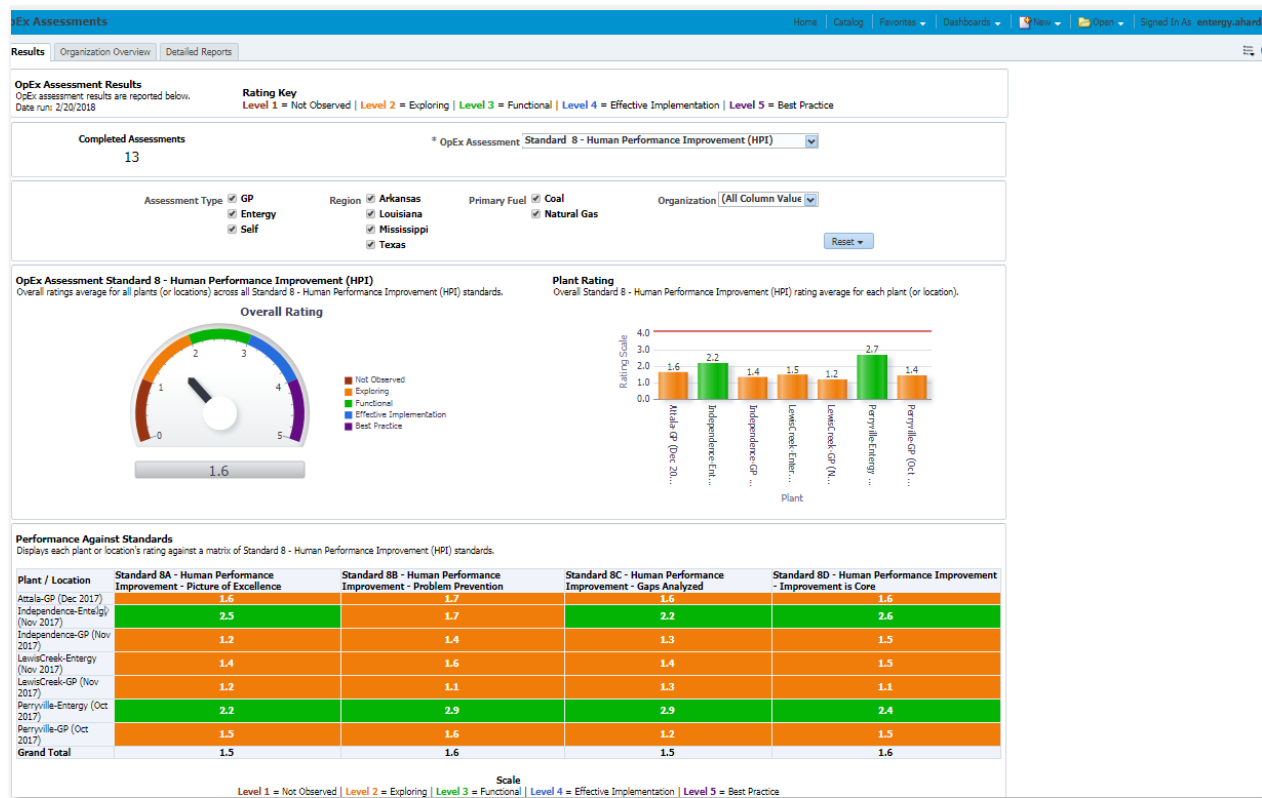 pEx Assessments
Home Catalog Favorites Dashboards New Open Signed In As entergy.ahard
Results Organization Overview Detailed Reports
OpEx Assessment Results
OpEx assessment results are reported below.
Date run: 2/20/2018
Rating Key
Level 1 = Not Observed | Level 2 = Exploring | Level 3 = Functional | Level 4 = Effective Implementation | Level 5 = Best Practice
Completed Assessments
13
* OpEx Assessment Standard 8 - Human Performance Improvement (HPI)
Assessment Type GP
Entergy
Self
Region Arkansas
Louisiana
Mississippi
Texas
Primary Fuel Coal
Natural Gas
Organization (All Column Value
Reset
OpEx Assessment Standard 8 - Human Performance Improvement (HPI)
Overall ratings average for all plants (or locations) across all Standard 8 - Human Performance Improvement (HPI) standards.
Overall Rating
0
1
2
3
4
5
Not Observed
Exploring
Functional
Effective Implementation
Best Practice
1.6
Plant Rating
Overall Standard 8 - Human Performance Improvement (HPI) rating average for each plant (or location).
Rating Scale
4.0
3.0
2.0
1.0
0.0
1.6 2.2 1.4 1.5 1.2 2.7 1.4
Attala-GP (Dec 20...
Independence-Ent...
Independence-GP ...
LewisCreek-Enter...
LewisCreek-GP (N...
Perryville-Entergy ...
Perryville-GP (Oct ...
Plant
Performance Against Standards
Displays each plant or location's rating against a matrix of Standard 8 - Human Performance Improvement (HPI) standards.
Plant / Location
Standard 8A - Human Performance
Improvement - Picture of Excellence
Standard 8B - Human Performance
Improvement - Problem Prevention
Standard 8C - Human Performance
Improvement - Gaps Analyzed
Standard 8D - Human Performance Improvement
- Improvement is Core
Attala-GP (Dec 2017) 1.6 1.7 1.6 1.6
Independence-Entergy
(Nov 2017) 2.5 1.7 2.2 2.6
Independence-GP (Nov
2017) 1.2 1.4 1.3 1.5
LewisCreek-Entergy
(Nov 2017) 1.4 1.6 1.4 1.5
LewisCreek-GP (Nov
2017) 1.2 1.1 1.3 1.1
Perryville-Entergy (Oct
2017) 2.2 2.9 2.9 2.4
Perryville-GP (Oct
2017) 1.5 1.6 1.2 1.5
Grand Total 1.5 1.6 1.5 1.6
Scale
Level 1 = Not Observed | Level 2 = Exploring | Level 3 = Functional | Level 4 = Effective Implementation | Level 5 = Best Practice